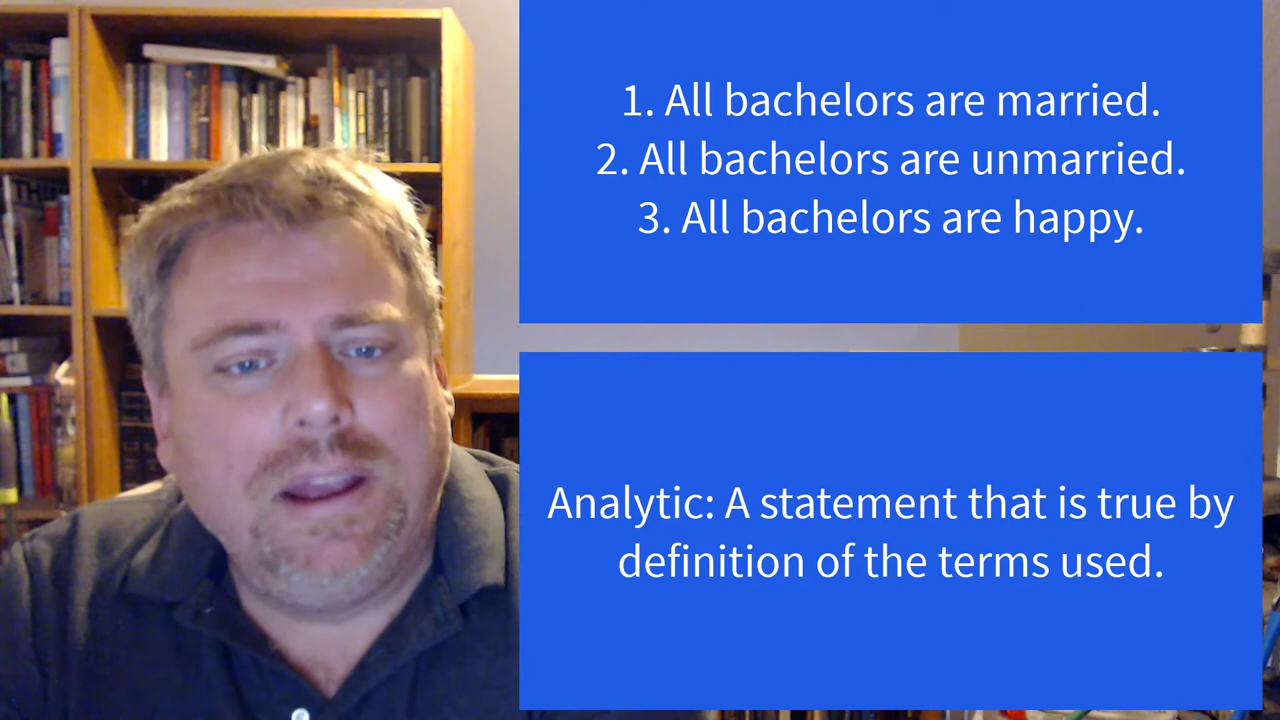 1. All bachelors are married.
2. All bachelors are unmarried.
3. All bachelors are happy.
Analytic: A statement that is true by
definition of the terms used.